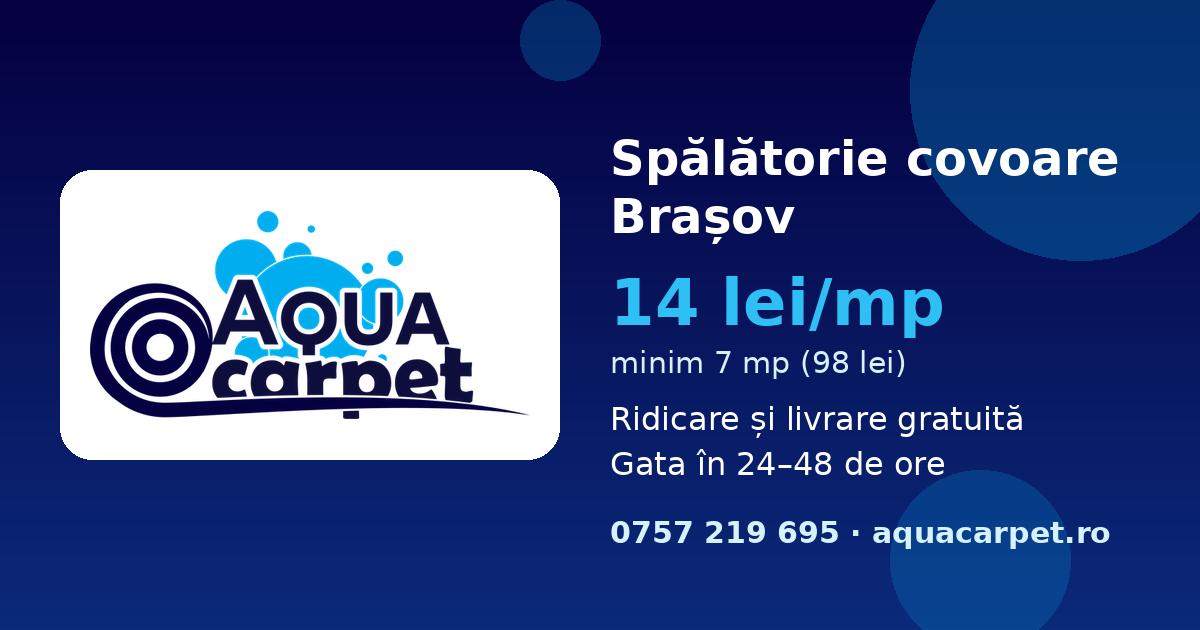 AQUA
carpet
Spălătorie covoare
Brașov
14 lei/mp
minim 7 mp (98 lei)
Ridicare și livrare gratuită
Gata în 24–48 de ore
0757 219 695 · aquacarpet.ro